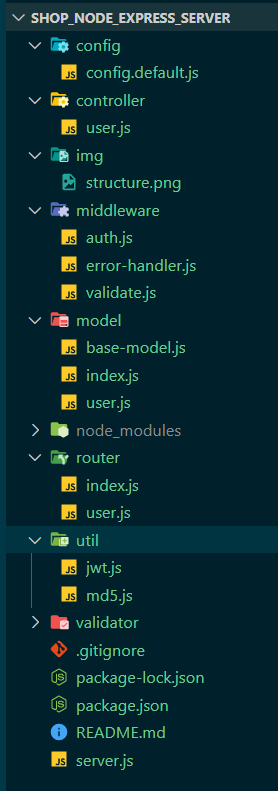 SHOP_NODE_EXPRESS_SERVER
config
JS config.default.js
controller
JS user.js
img
structure.png
middleware
JS auth.js
JS error-handler.js
JS validate.js
model
JS base-model.js
JS index.js
JS user.js
node_modules
router
JS index.js
JS user.js
util
JS jwt.js
JS md5.js
validator
.gitignore
package-lock.json
package.json
README.md
JS server.js